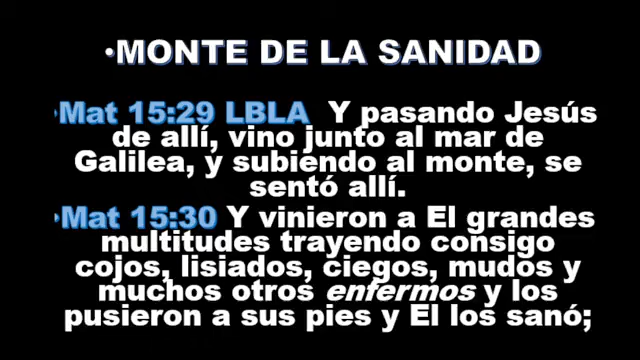 •MONTE DE LA SANIDAD
•Mat 15:29 LBLA Y pasando Jesús
de allí, vino junto al mar de
Galilea, y subiendo al monte, se
sentó allí.
•Mat 15:30 Y vinieron a El grandes
multitudes trayendo consigo
cojos, lisiados, ciegos, mudos y
muchos otros enfermos y los
pusieron a sus pies y El los sanó;